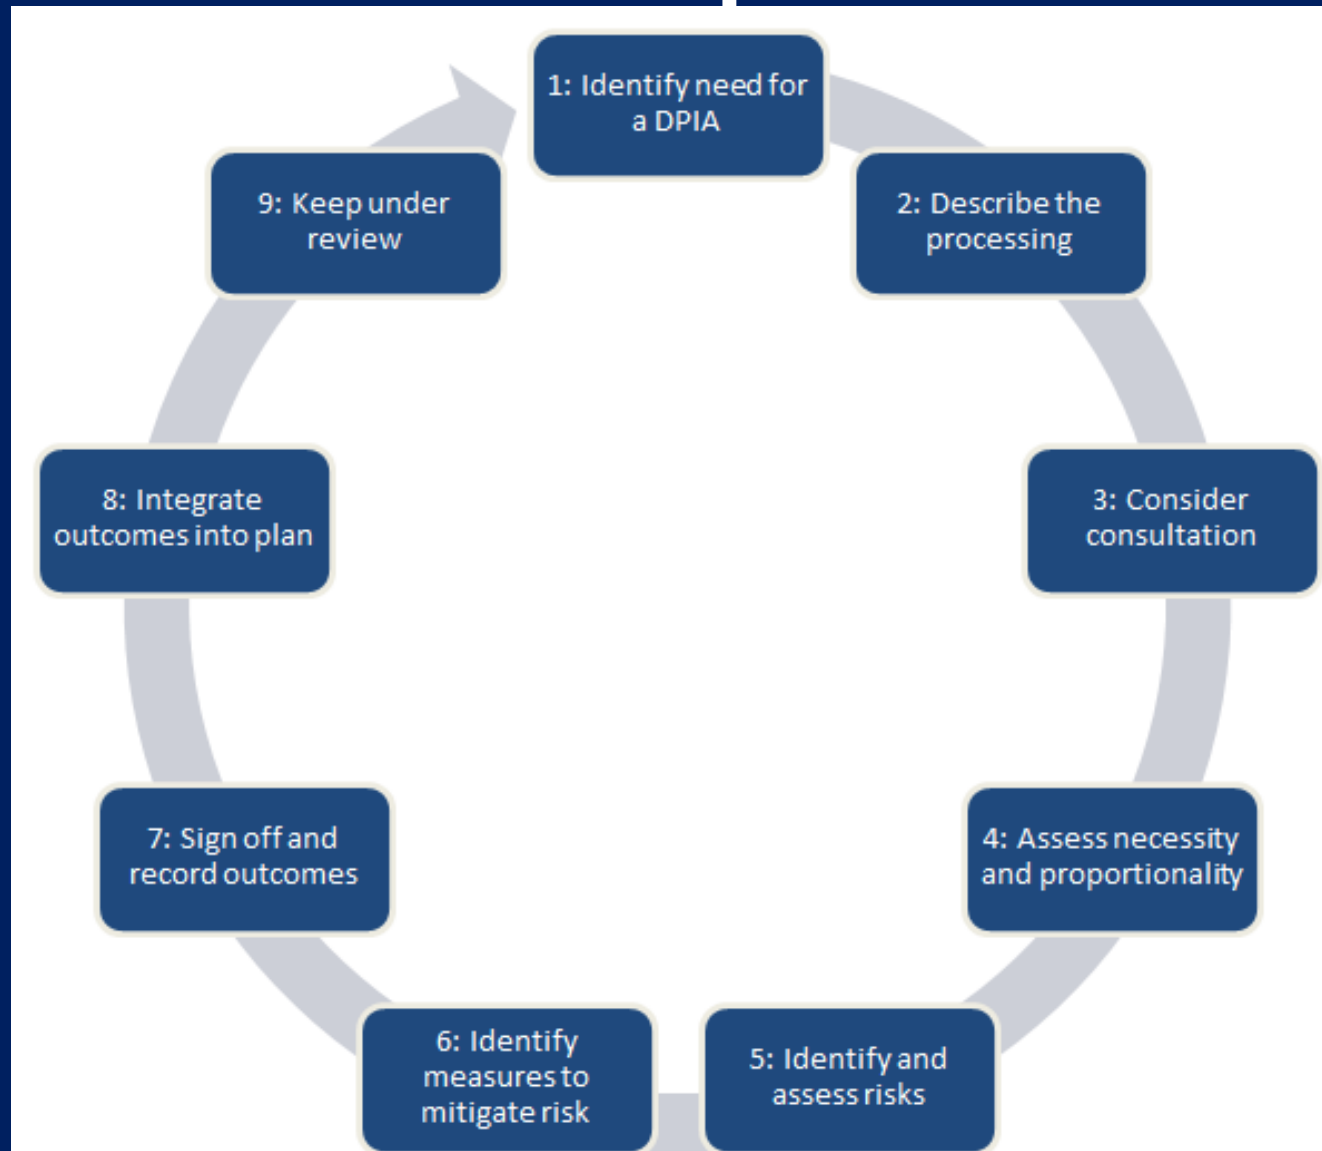 1: Identify need for
a DPIA
2: Describe the
processing
3: Consider
consultation
4: Assess necessity
and proportionality
5: Identify and
assess risks
6: Identify
measures to
mitigate risk
7: Sign off and
record outcomes
8: Integrate
outcomes into plan
9: Keep under
review